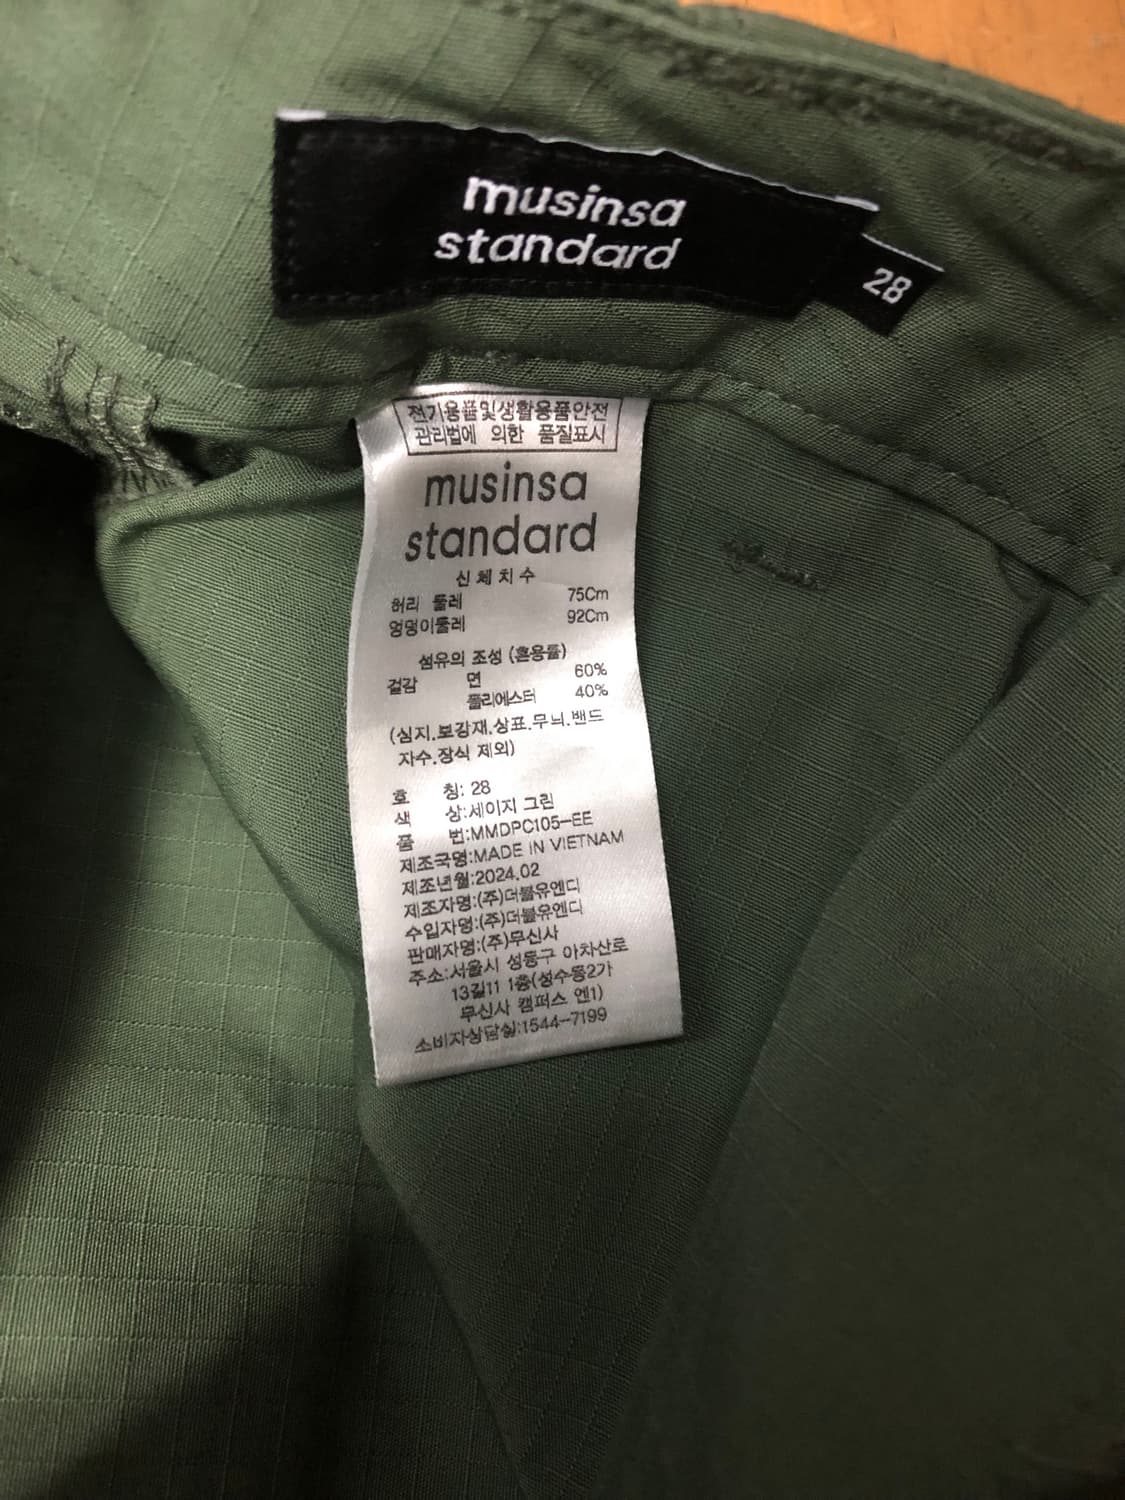 musinsa
standard
28
전기용품및생활용품안전
관리법에 의한 품질표시
musinsa
standard
신체치수
허리 둘레 75Cm
엉덩이둘레 92Cm
섬유의 조성 (혼용률)
겉감 면 60%
폴리에스터 40%
(심지.보강재.상표.무늬.밴드
자수.장식 제외)
호 칭: 28
색 상:세이지 그린
품 번:MMDPC105-EE
제조국명:MADE IN VIETNAM
제조년월:2024.02
제조자명:(주)더블유엔디
수입자명:(주)더블유엔디
판매자명:(주)무신사
주소:서울시 성동구 아차산로
13길11 1층(성수동2가
무신사 캠퍼스 엔1)
소비자상담실:1544-7199